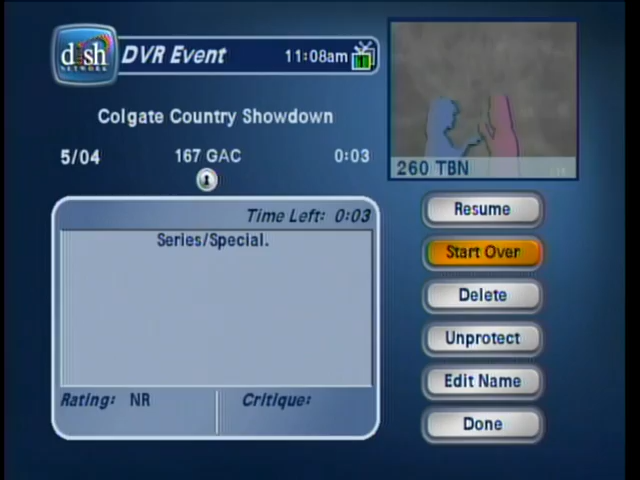 dish
NETWORK
DVR Event
11:08am
Colgate Country Showdown
5/04
167 GAC
0:03
260 TBN
Time Left: 0:03
Series/Special.
Rating: NR
Critique:
Resume
Start Over
Delete
Unprotect
Edit Name
Done